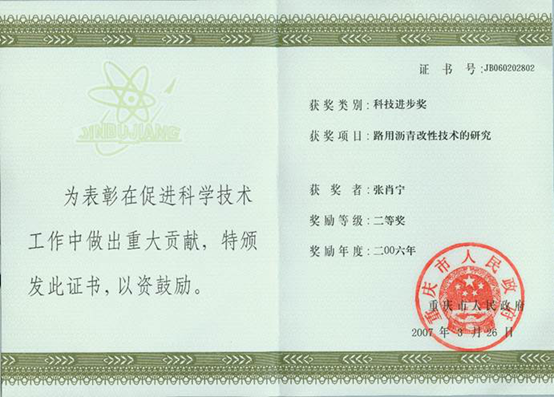 JINBUJIANG
为表彰在促进科学技术
工作中做出重大贡献，特颁
发此证书，以资鼓励。
证书号:JB060202802
获奖类别:科技进步奖
获奖项目:路用沥青改性技术的研究
获奖者:张肖宁
奖励等级:二等奖
奖励年度:二00六年
重庆市人民政府
重庆市人民政府
2007年3月26日